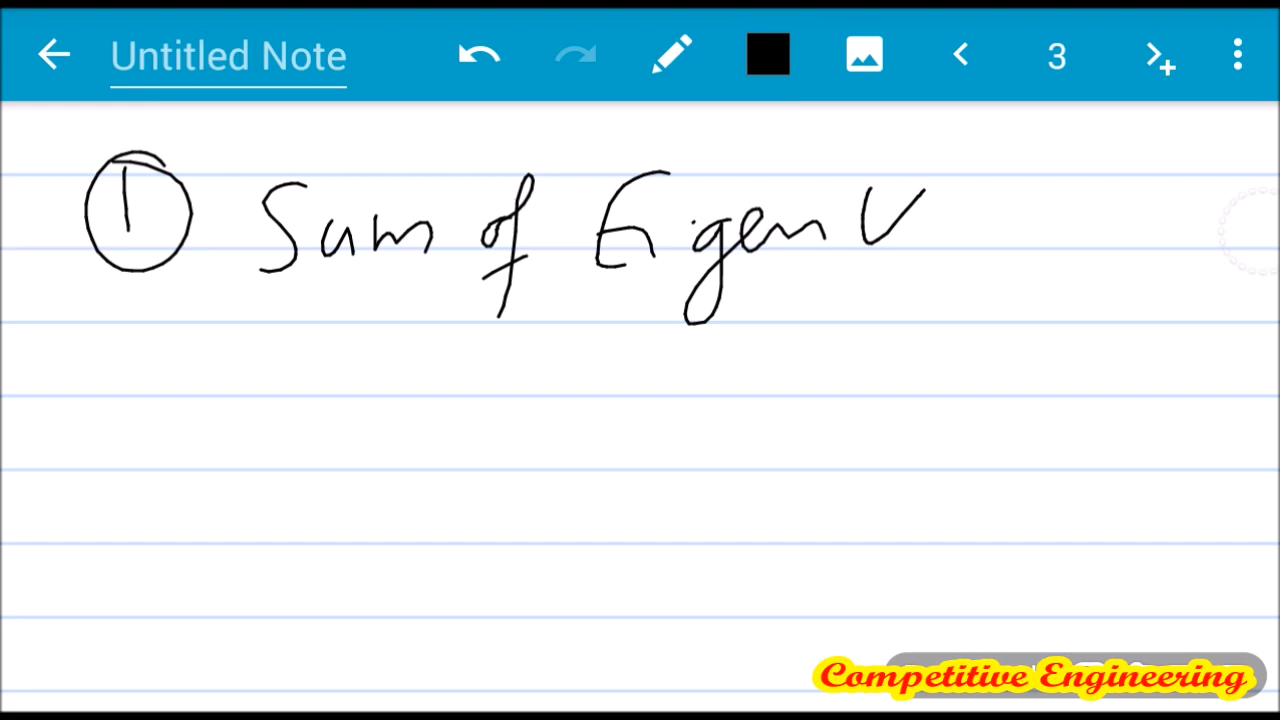 Untitled Note 3
① Sum of Eigen V
Competitive Engineering